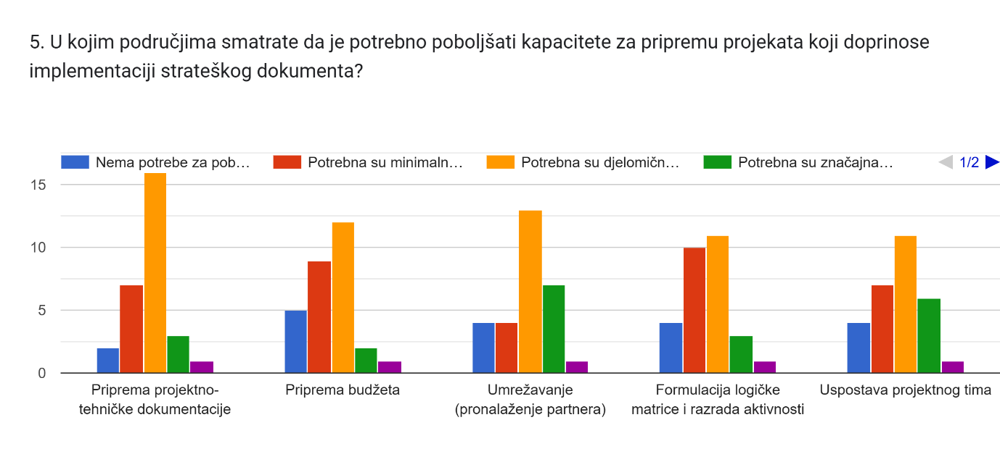 5. U kojim područjima smatrate da je potrebno poboljšati kapacitete za pripremu projekata koji doprinose
implementaciji strateškog dokumenta?
Nema potrebe za pob…
Potrebna su minimaln…
Potrebna su djelomičn…
Potrebna su značajna…
1/2
15
10
5
0
Priprema projektno-
tehničke dokumentacije
Priprema budžeta
Umrežavanje
(pronalaženje partnera)
Formulacija logičke
matrice i razrada aktivnosti
Uspostava projektnog tima